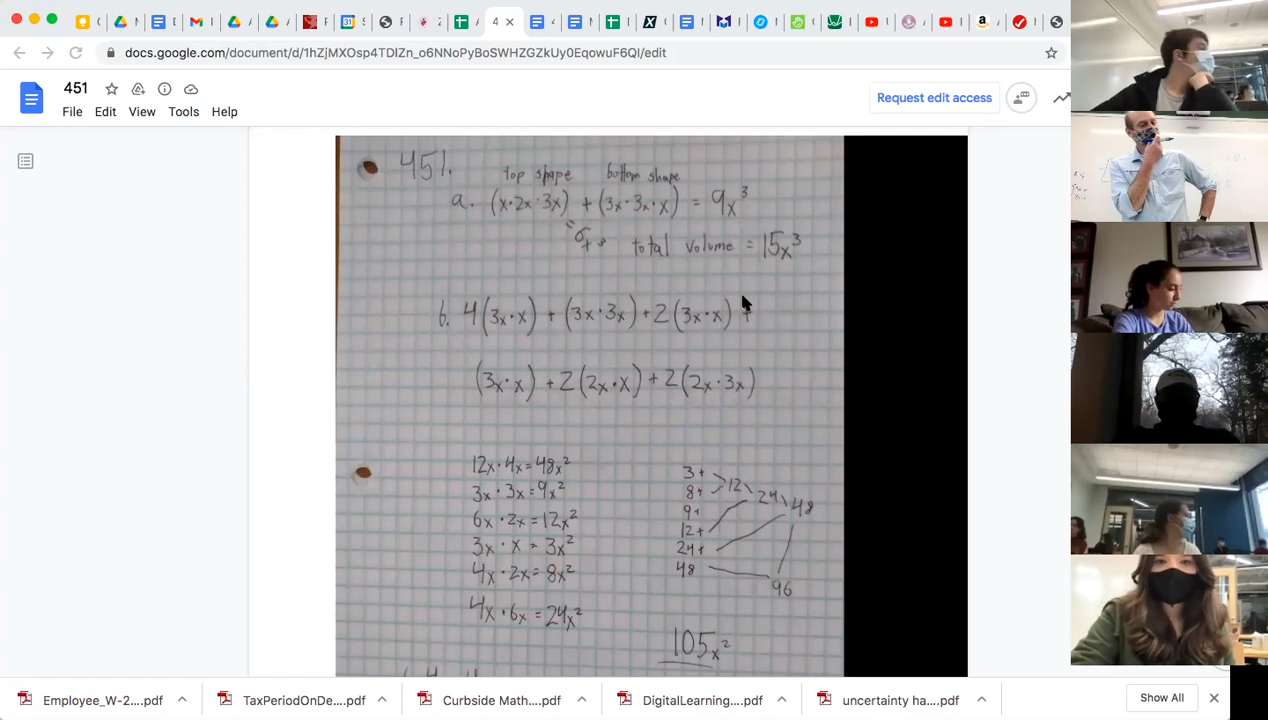 docs.google.com/document/d/1hZjMXOsp4TDIZn_o6NNoPyBoSWHZGZkUy0EqowuF6QI/edit
451
File Edit View Tools Help
Request edit access
451.
top shape bottom shape
a. (x·2x·3x) + (3x·3x·x) = 9x³
= 6x³ total volume = 15x³
b. 4(3x·x) + (3x·3x) + 2(3x·x) +
(3x·x) + 2(2x·x) + 2(2x·3x)
12x·4x=48x²
3x·3x=9x²
6x·2x=12x²
3x·x=3x²
4x·2x=8x²
4x·6x=24x²
3+
8+ 12 24 48
9+
12+
24+
48
96
105x²
Employee_W-2....pdf
TaxPeriodOnDe....pdf
Curbside Math....pdf
DigitalLearning....pdf
uncertainty ha....pdf
Show All